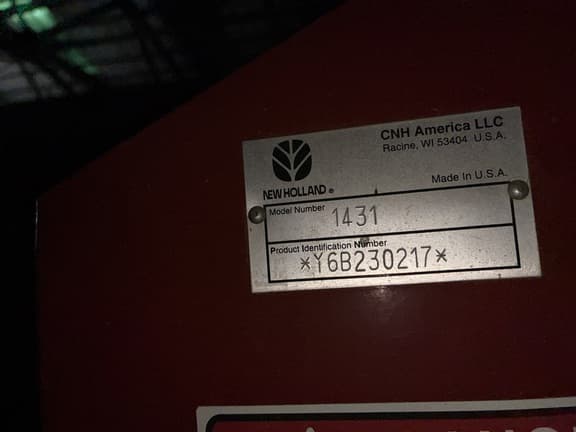 CNH America LLC
Racine, WI 53404 U.S.A.
NEW HOLLAND ®
Made In U.S.A.
Model Number 1431
Product Identification Number
*Y6B230217*